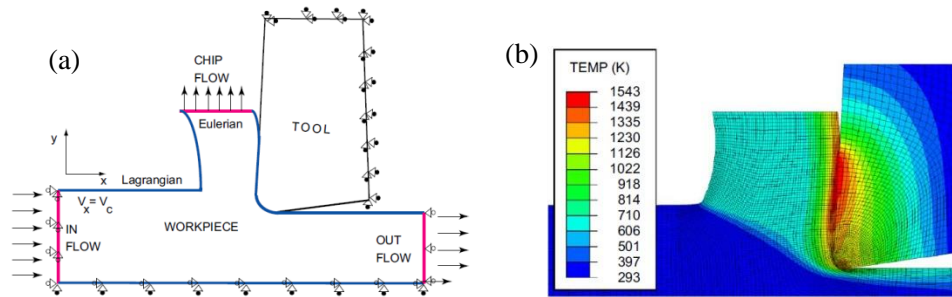 (a)
CHIP
FLOW
Eulerian
TOOL
y
x
Lagrangian
Vx = Vc
IN
FLOW
WORKPIECE
OUT
FLOW
(b)
TEMP (K)
1543
1439
1335
1230
1126
1022
918
814
710
606
501
397
293